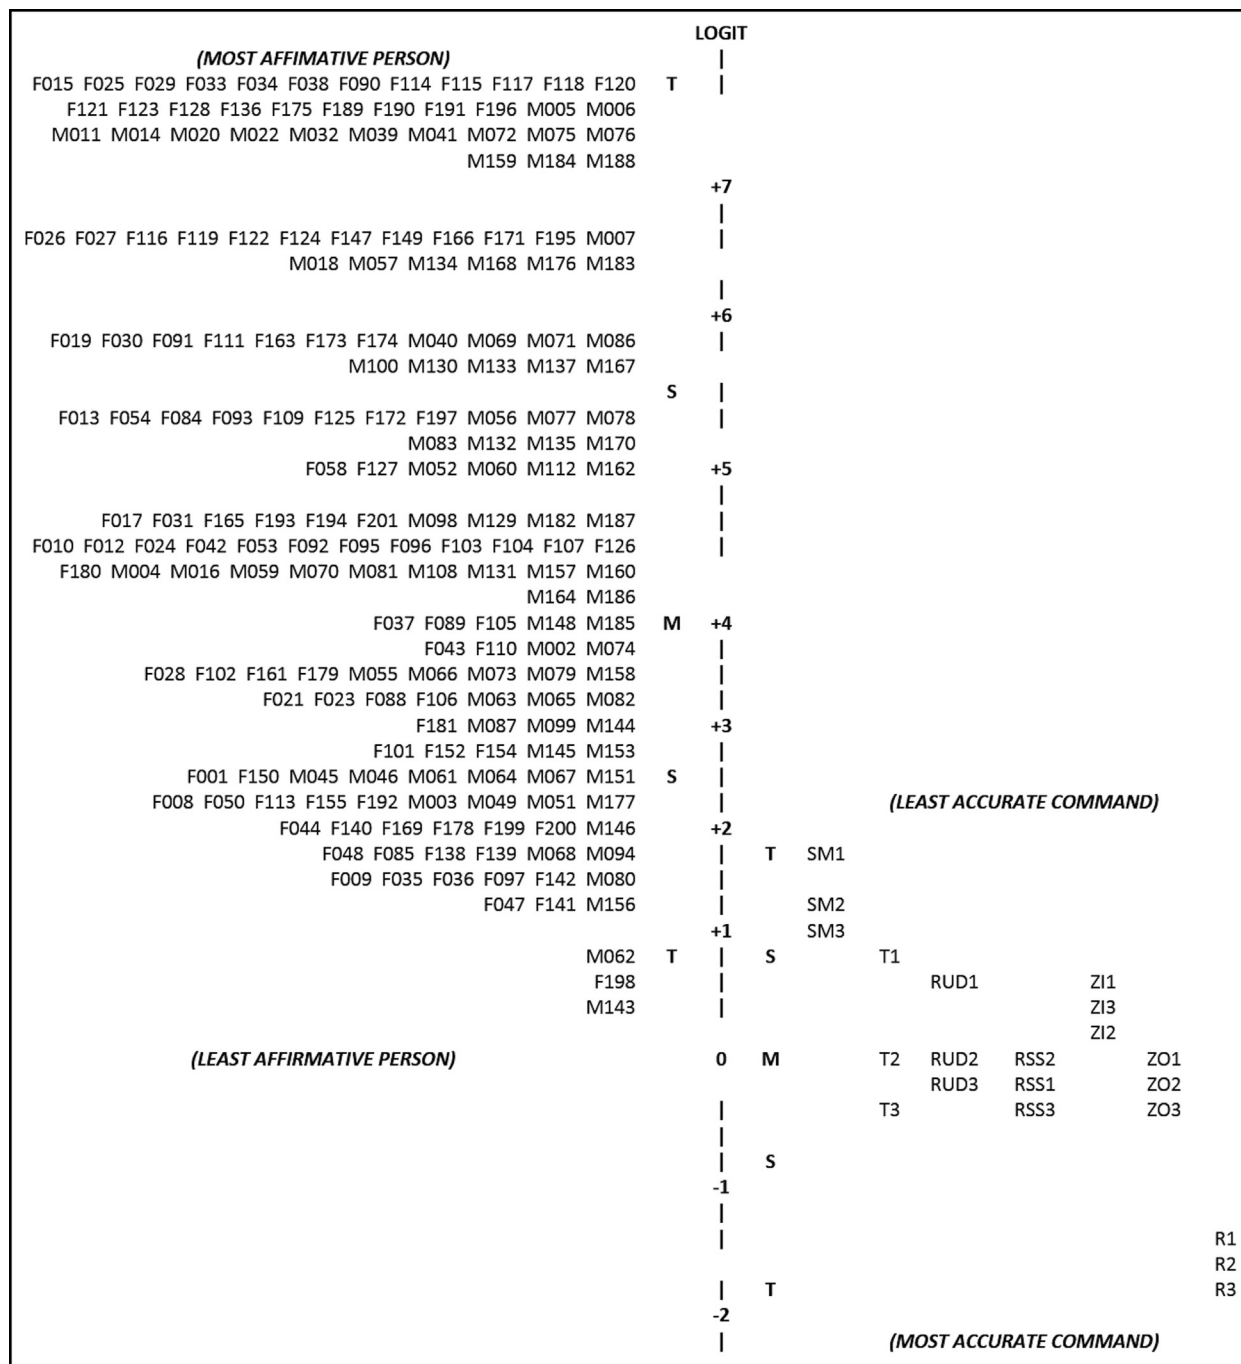 LOGIT
(MOST AFFIMATIVE PERSON) |
F015 F025 F029 F033 F034 F038 F090 F114 F115 F117 F118 F120 T |
F121 F123 F128 F136 F175 F189 F190 F191 F196 M005 M006
M011 M014 M020 M022 M032 M039 M041 M072 M075 M076
M159 M184 M188
+7
|
F026 F027 F116 F119 F122 F124 F147 F149 F166 F171 F195 M007 |
M018 M057 M134 M168 M176 M183
|
+6
F019 F030 F091 F111 F163 F173 F174 M040 M069 M071 M086 |
M100 M130 M133 M137 M167
S |
F013 F054 F084 F093 F109 F125 F172 F197 M056 M077 M078 |
M083 M132 M135 M170
F058 F127 M052 M060 M112 M162 +5
|
F017 F031 F165 F193 F194 F201 M098 M129 M182 M187 |
F010 F012 F024 F042 F053 F092 F095 F096 F103 F104 F107 F126 |
F180 M004 M016 M059 M070 M081 M108 M131 M157 M160
M164 M186
F037 F089 F105 M148 M185 M +4
F043 F110 M002 M074 |
F028 F102 F161 F179 M055 M066 M073 M079 M158 |
F021 F023 F088 F106 M063 M065 M082 |
F181 M087 M099 M144 +3
F101 F152 F154 M145 M153 |
F001 F150 M045 M046 M061 M064 M067 M151 S |
F008 F050 F113 F155 F192 M003 M049 M051 M177 | (LEAST ACCURATE COMMAND)
F044 F140 F169 F178 F199 F200 M146 +2
F048 F085 F138 F139 M068 M094 | T SM1
F009 F035 F036 F097 F142 M080 |
F047 F141 M156 | SM2
+1 SM3
M062 T | S T1
F198 | RUD1 ZI1
M143 | ZI3
ZI2
(LEAST AFFIRMATIVE PERSON) 0 M T2 RUD2 RSS2 ZO1
RUD3 RSS1 ZO2
| T3 RSS3 ZO3
|
| S
-1
|
| R1
R2
| T R3
-2
| (MOST ACCURATE COMMAND)